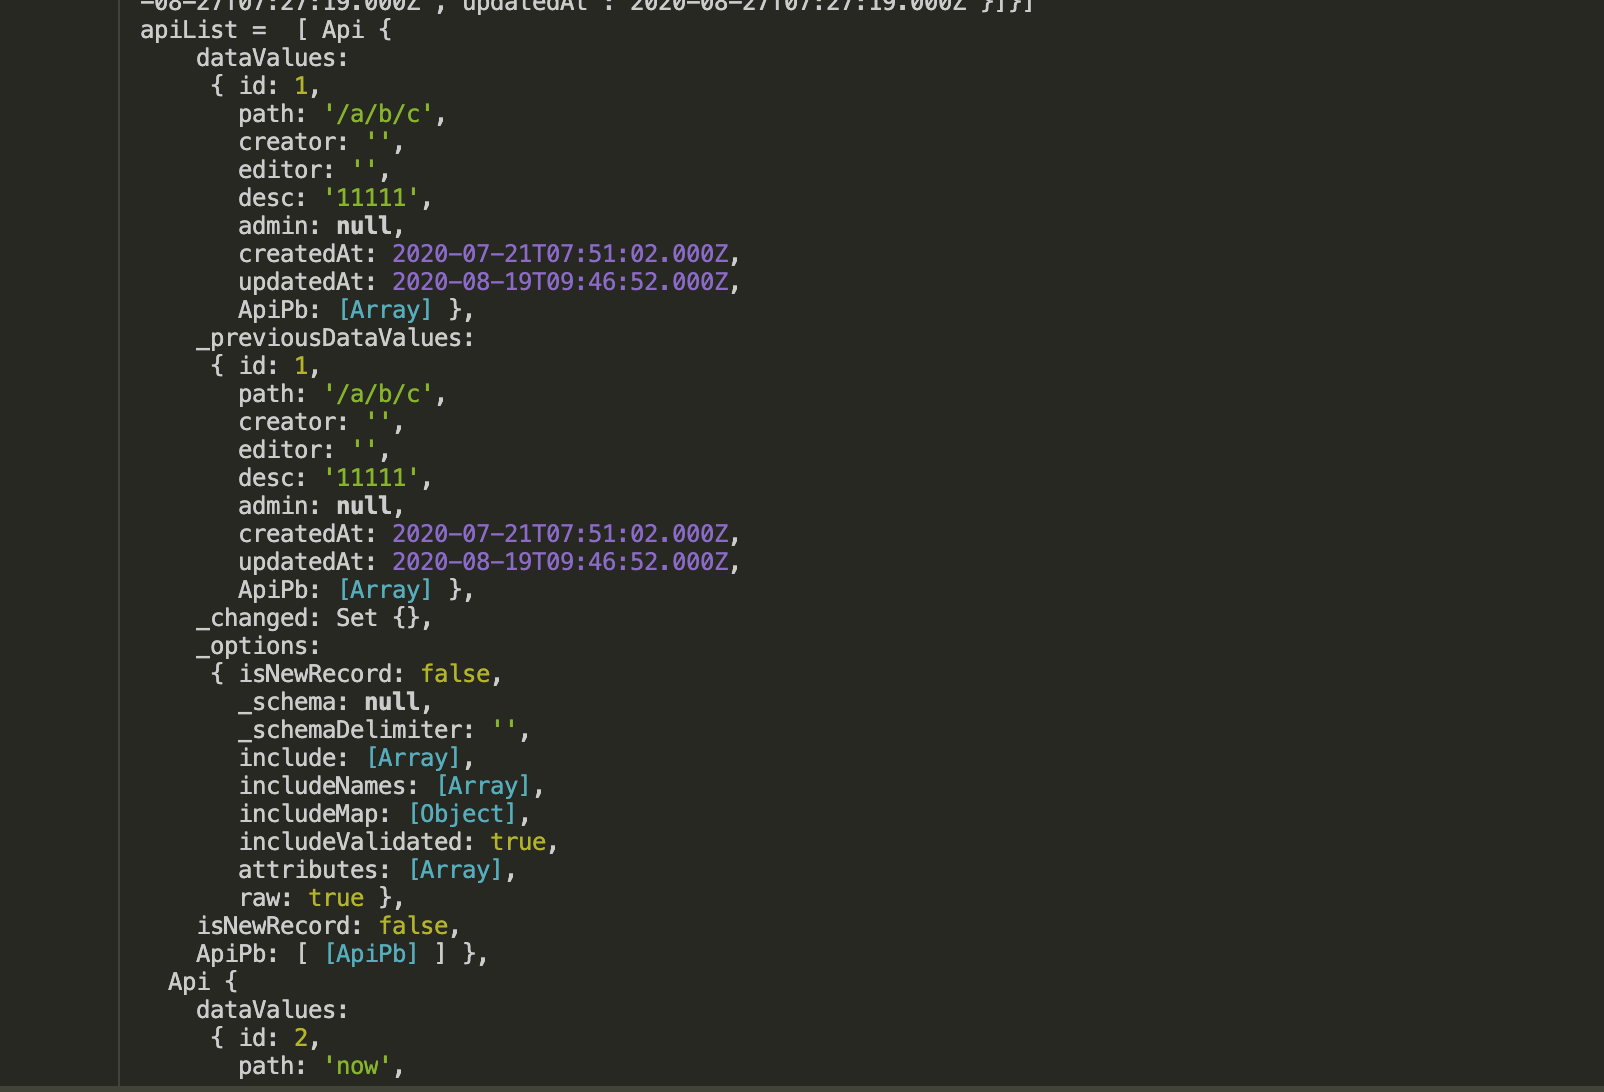 -08-27T07:27:19.000Z", "updatedAt": "2020-08-27T07:27:19.000Z"}]}]
apiList =  [ Api {
    dataValues:
     { id: 1,
       path: '/a/b/c',
       creator: '',
       editor: '',
       desc: '11111',
       admin: null,
       createdAt: 2020-07-21T07:51:02.000Z,
       updatedAt: 2020-08-19T09:46:52.000Z,
       ApiPb: [Array] },
    _previousDataValues:
     { id: 1,
       path: '/a/b/c',
       creator: '',
       editor: '',
       desc: '11111',
       admin: null,
       createdAt: 2020-07-21T07:51:02.000Z,
       updatedAt: 2020-08-19T09:46:52.000Z,
       ApiPb: [Array] },
    _changed: Set {},
    _options:
     { isNewRecord: false,
       _schema: null,
       _schemaDelimiter: '',
       include: [Array],
       includeNames: [Array],
       includeMap: [Object],
       includeValidated: true,
       attributes: [Array],
       raw: true },
    isNewRecord: false,
    ApiPb: [ [ApiPb] ] },
  Api {
    dataValues:
     { id: 2,
       path: 'now',